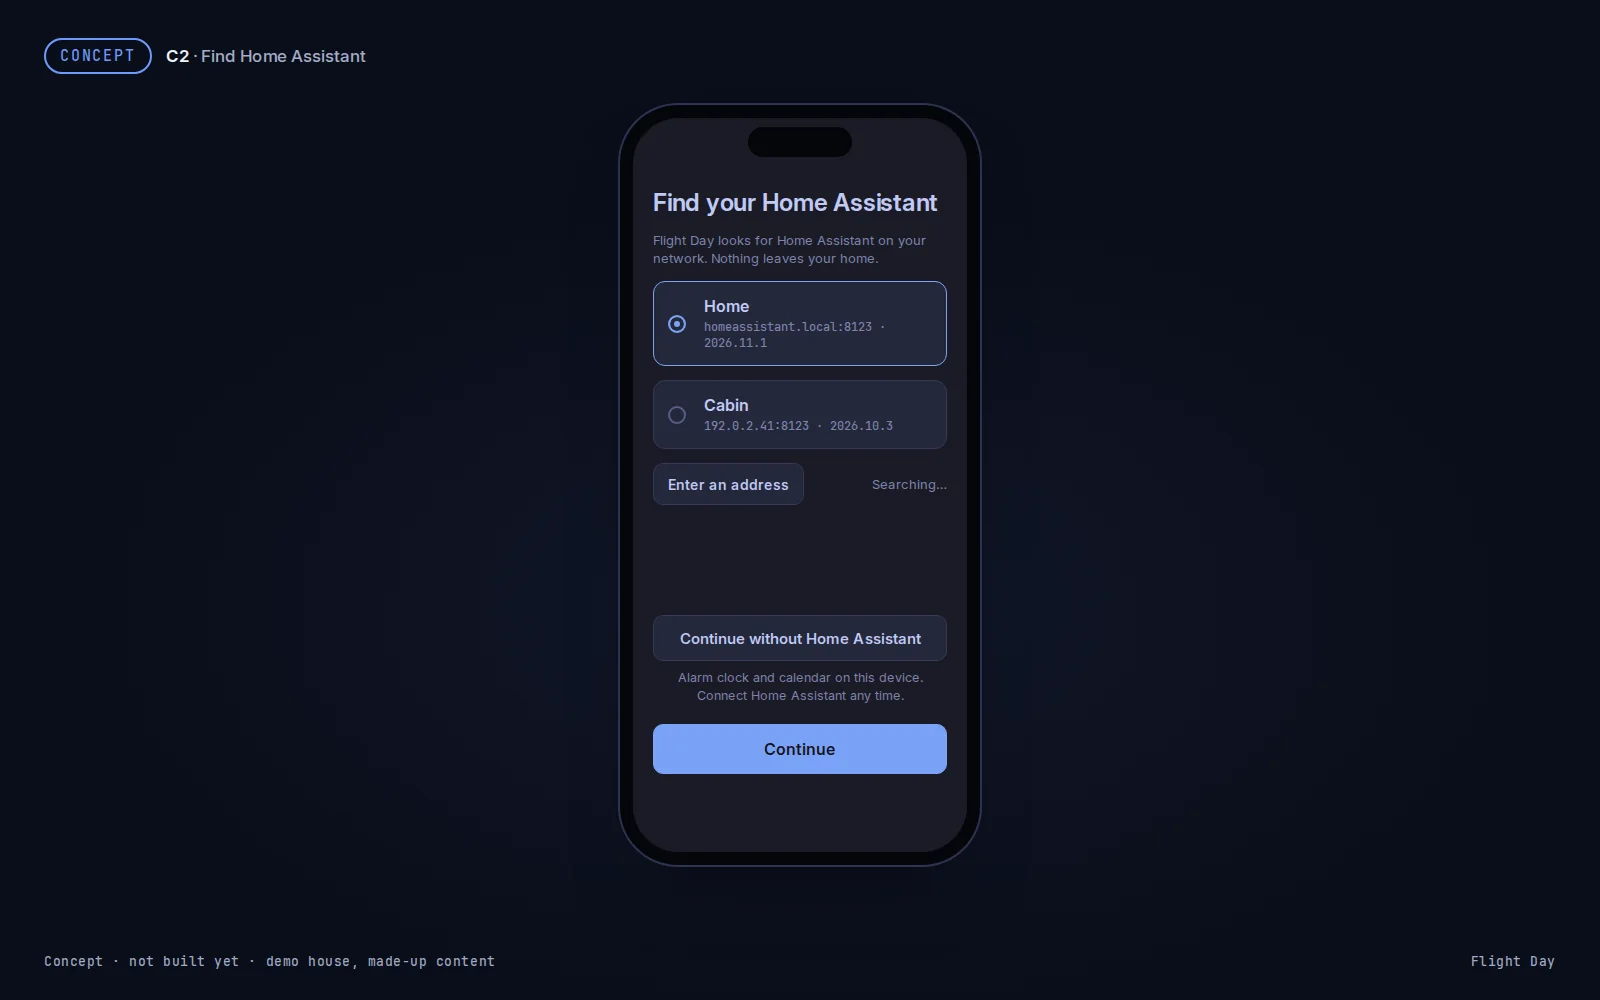 CONCEPT
C2 · Find Home Assistant
Find your Home Assistant
Flight Day looks for Home Assistant on your
network. Nothing leaves your home.
Home
homeassistant.local:8123 ·
2026.11.1
Cabin
192.0.2.41:8123 · 2026.10.3
Enter an address
Searching…
Continue without Home Assistant
Alarm clock and calendar on this device.
Connect Home Assistant any time.
Continue
Concept · not built yet · demo house, made-up content
Flight Day